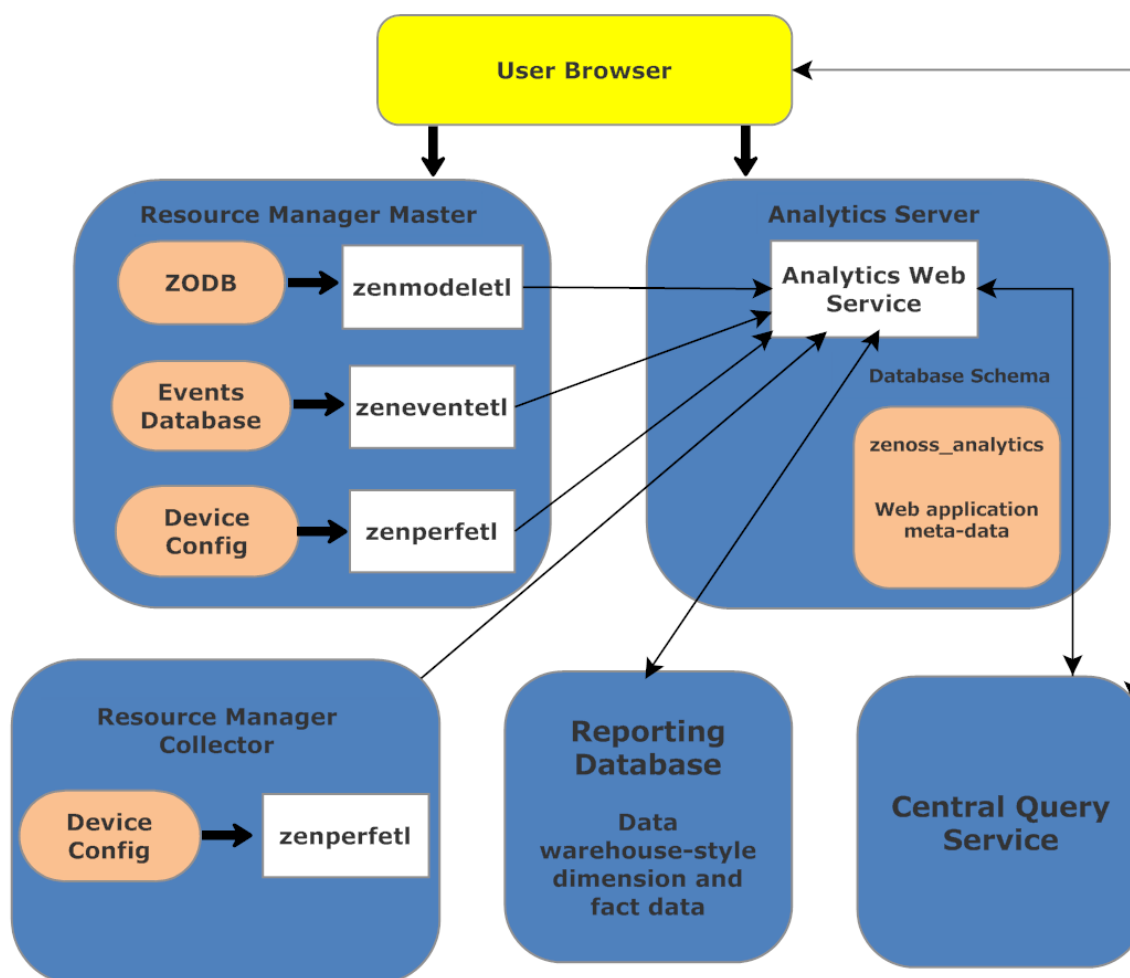 User Browser
Resource Manager Master
ZODB
zenmodeletl
Events
Database
zeneventetl
Device
Config
zenperfetl
Analytics Server
Analytics Web
Service
Database Schema
zenoss_analytics
Web application
meta-data
Resource Manager
Collector
Device
Config
zenperfetl
Reporting
Database
Data
warehouse-style
dimension and
fact data
Central Query
Service